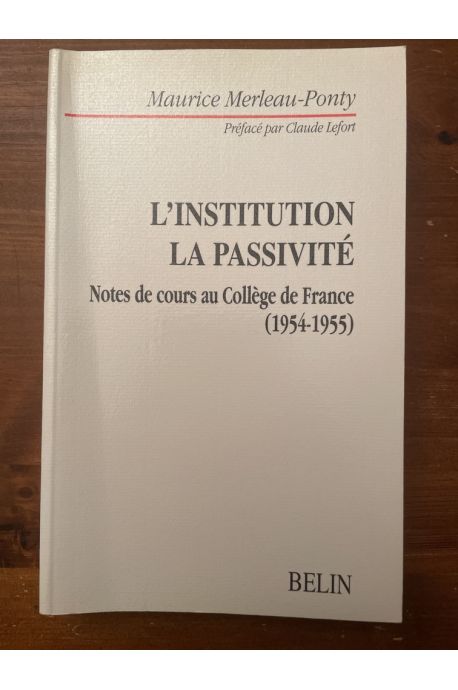 Maurice Merleau-Ponty
Préfacé par Claude Lefort
L'INSTITUTION
LA PASSIVITÉ
Notes de cours au Collège de France
(1954-1955)
BELIN